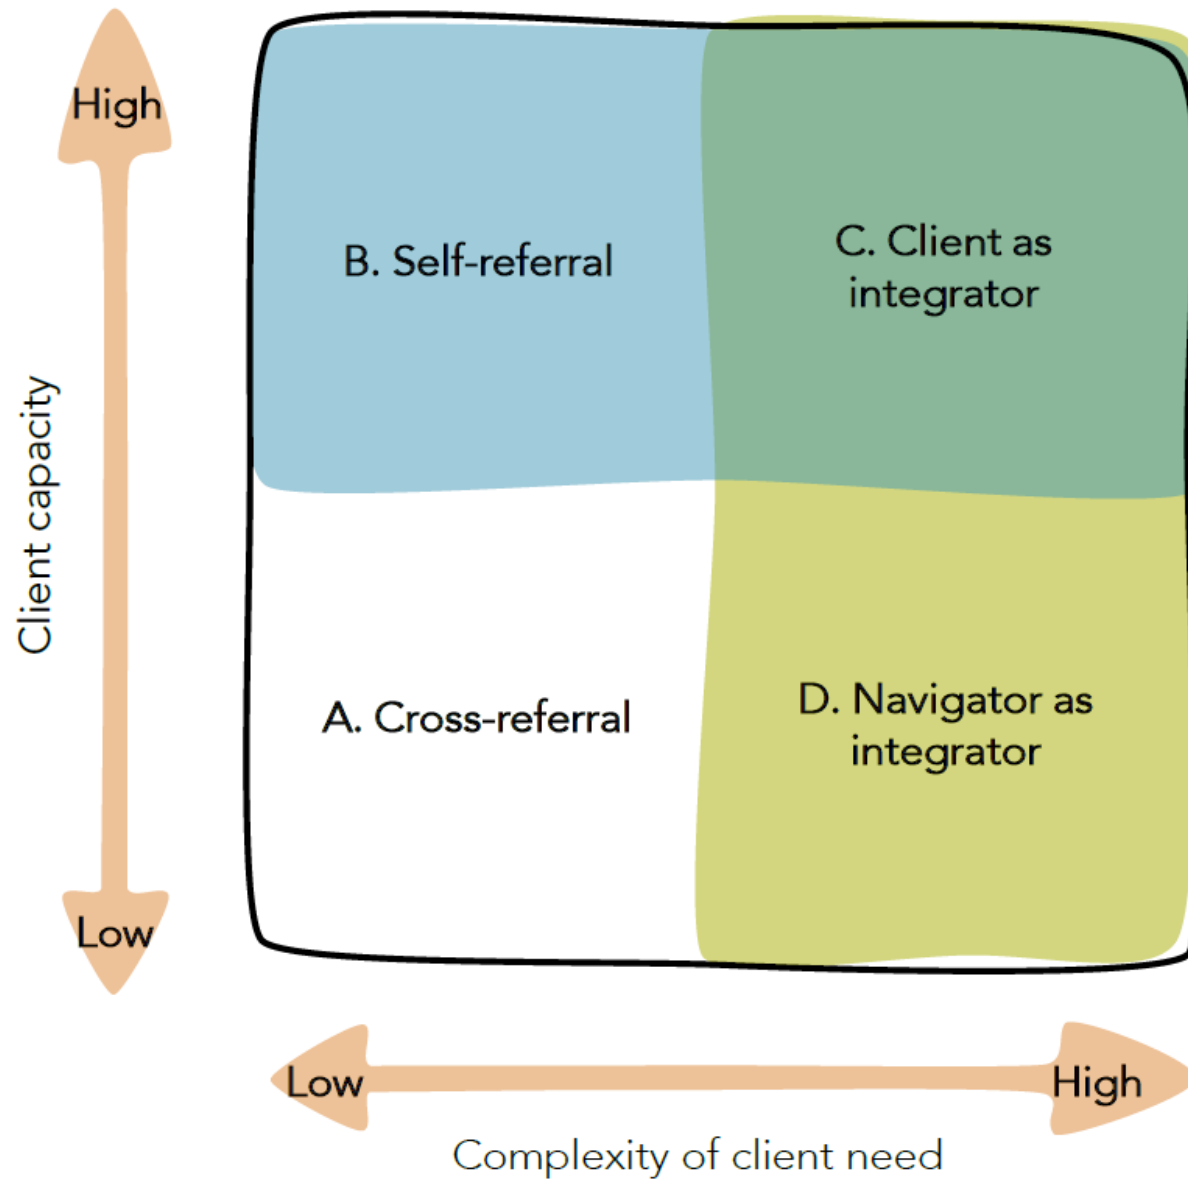 High
B. Self-referral
C. Client as
integrator
Client capacity
A. Cross-referral
D. Navigator as
integrator
Low
Low
High
Complexity of client need